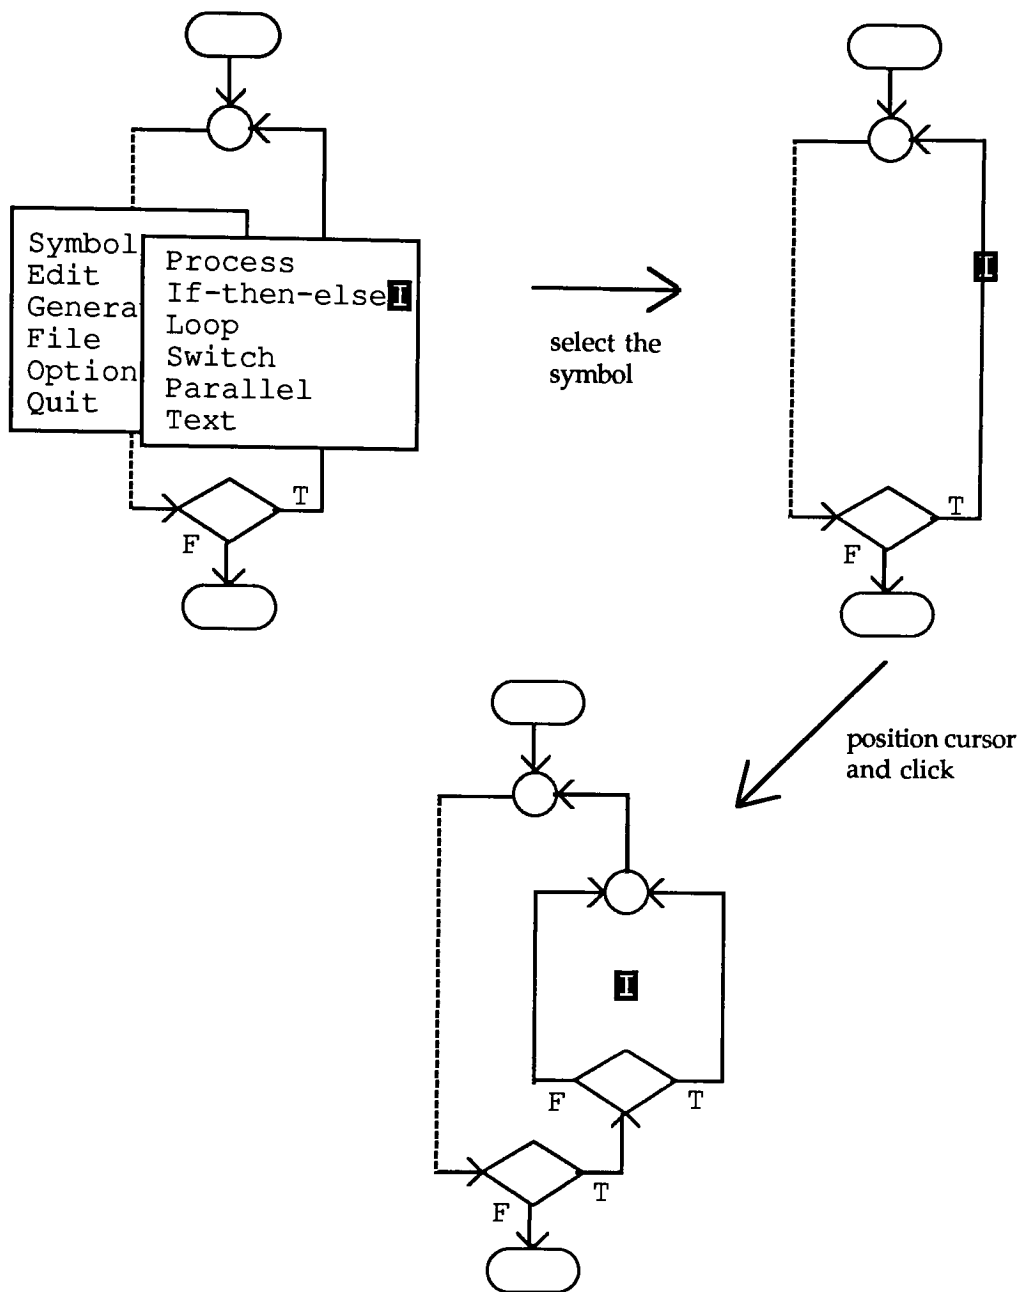 Symbol
Edit
Genera
File
Option
Quit
Process
If-then-else I
Loop
Switch
Parallel
Text
T
F
select the
symbol
I
T
F
position cursor
and click
I
F
T
T
F